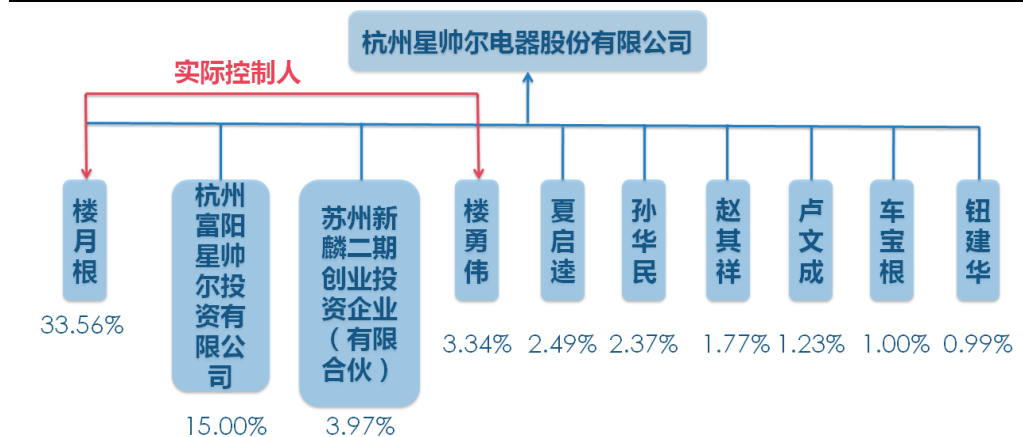 杭州星帅尔电器股份有限公司
实际控制人
楼月根
33.56%
杭州
富阳
星帅
尔投
资有
限公
司
15.00%
苏州新
麟二期
创业投
资企业
（有限
合伙）
3.97%
楼勇伟
3.34%
夏启逵
2.49%
孙华民
2.37%
赵其祥
1.77%
卢文成
1.23%
车宝根
1.00%
钮建华
0.99%